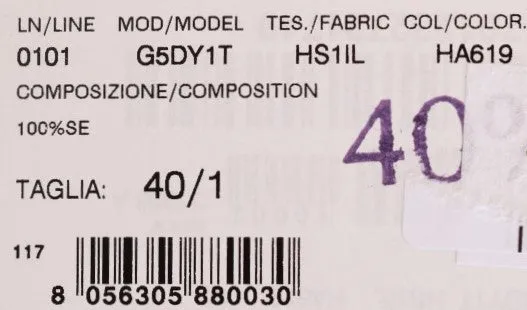 LN/LINE MOD/MODEL TES./FABRIC COL/COLOR.
0101 G5DY1T HS1IL HA619
COMPOSIZIONE/COMPOSITION
100%SE
40
TAGLIA: 40/1
117
8 056305 880030